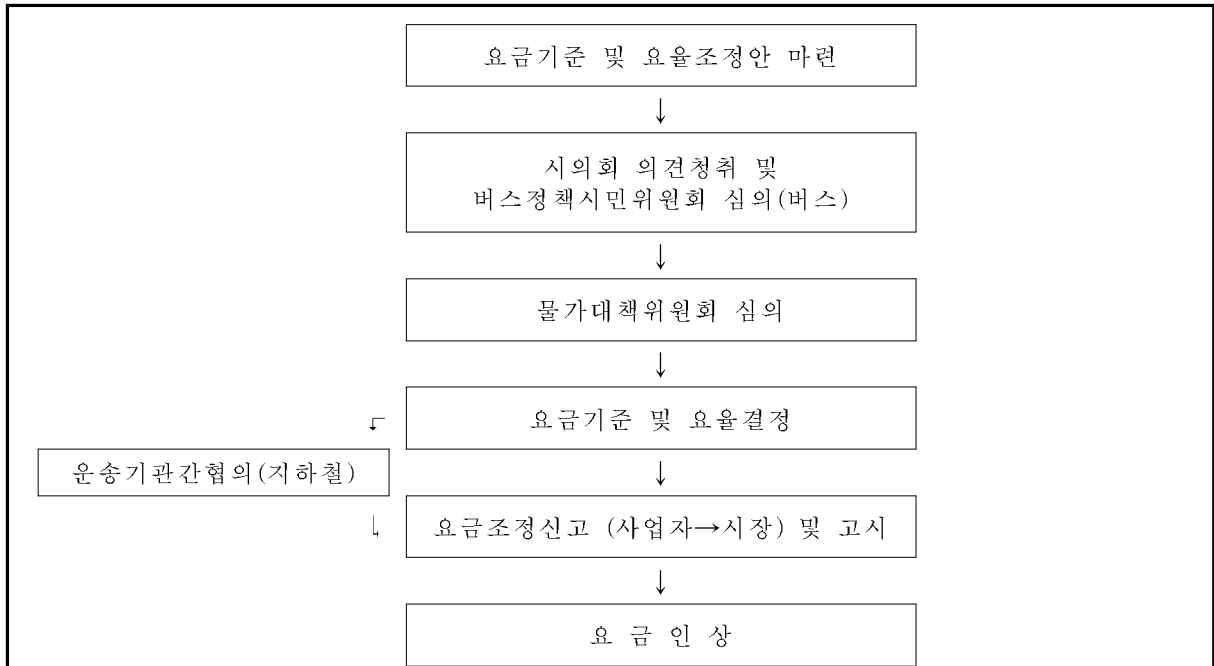 요금기준 및 요율조정안 마련
↓
시의회 의견청취 및
버스정책시민위원회 심의(버스)
↓
물가대책위원회 심의
↓
요금기준 및 요율결정
운송기관간협의(지하철)
↓
요금조정신고 (사업자→시장) 및 고시
↓
요 금 인 상